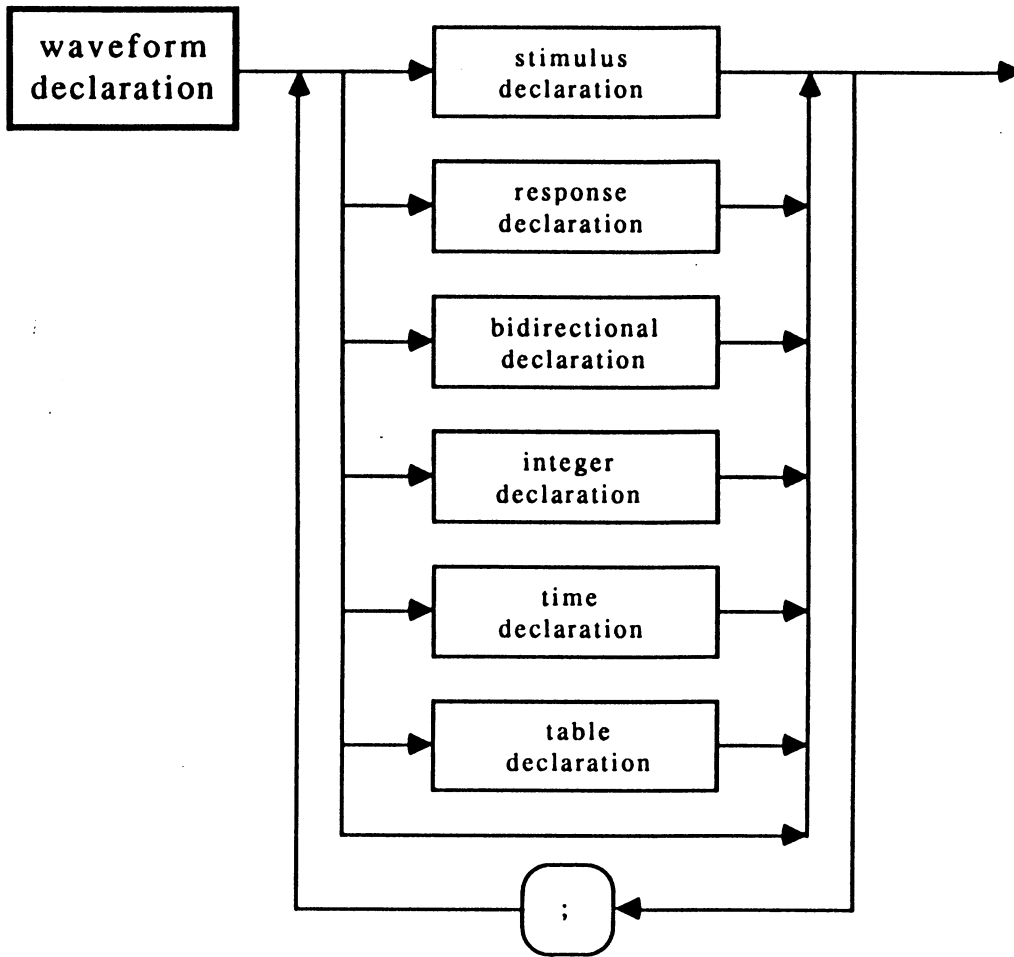 waveform
declaration
stimulus
declaration
response
declaration
bidirectional
declaration
integer
declaration
time
declaration
table
declaration
;